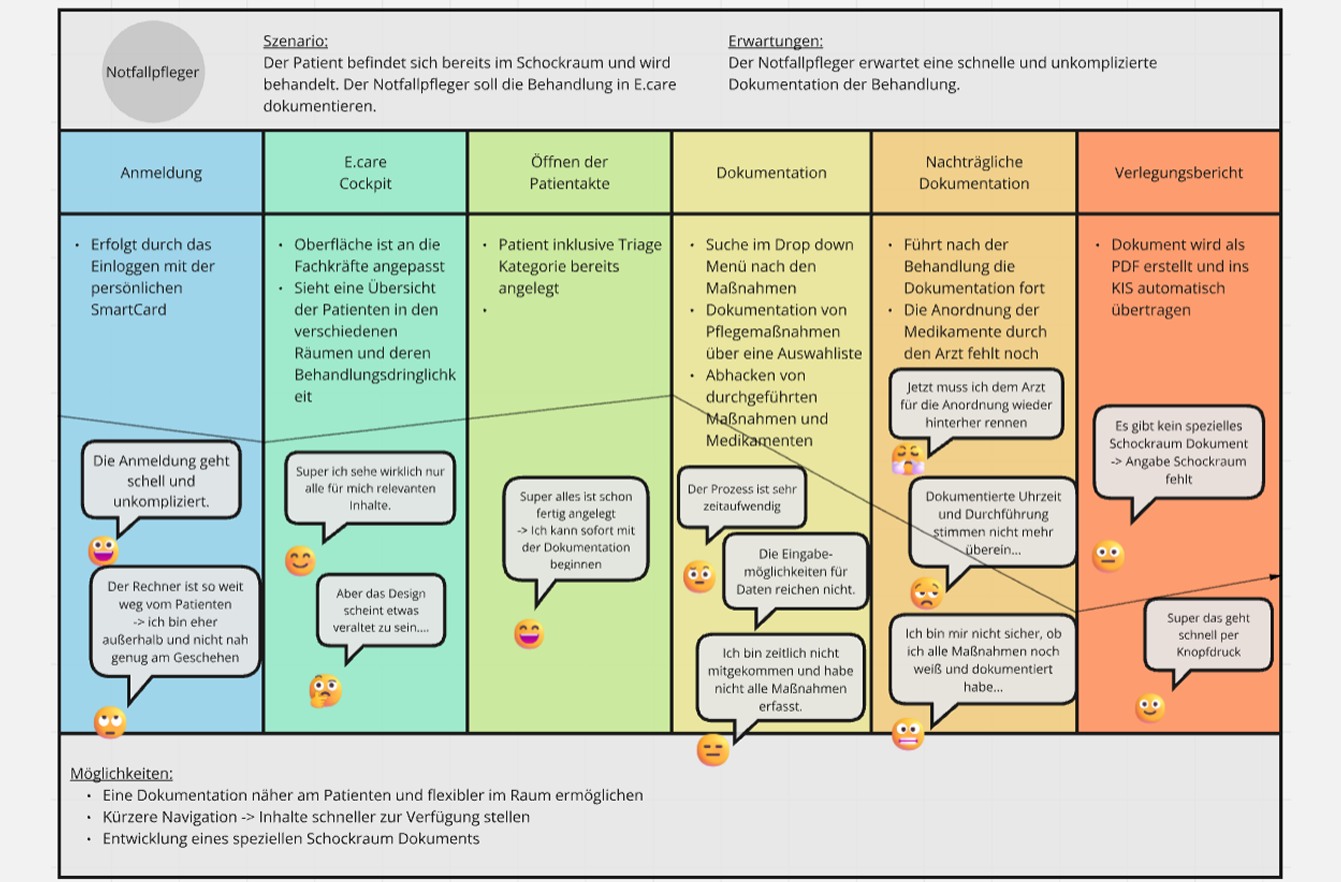 Notfallpfleger
Szenario:
Der Patient befindet sich bereits im Schockraum und wird
behandelt. Der Notfallpfleger soll die Behandlung in E.care
dokumentieren.
Erwartungen:
Der Notfallpfleger erwartet eine schnelle und unkomplizierte
Dokumentation der Behandlung.
Anmeldung
E.care
Cockpit
Öffnen der
Patientakte
Dokumentation
Nachträgliche
Dokumentation
Verlegungsbericht
• Erfolgt durch das
Einloggen mit der
persönlichen
SmartCard
Die Anmeldung geht
schell und
unkompliziert.
Der Rechner ist so weit
weg vom Patienten
-> ich bin eher
außerhalb und nicht nah
genug am Geschehen
• Oberfläche ist an die
Fachkräfte angepasst
• Sieht eine Übersicht
der Patienten in den
verschiedenen
Räumen und deren
Behandlungsdringlichk
eit
Super ich sehe wirklich nur
alle für mich relevanten
Inhalte.
Aber das Design
scheint etwas
veraltet zu sein....
• Patient inklusive Triage
Kategorie bereits
angelegt
•
Super alles ist schon
fertig angelegt
-> Ich kann sofort mit
der Dokumentation
beginnen
• Suche im Drop down
Menü nach den
Maßnahmen
• Dokumentation von
Pflegemaßnahmen
über eine Auswahliste
• Abhacken von
durchgeführten
Maßnahmen und
Medikamenten
Der Prozess ist sehr
zeitaufwendig
Die Eingabe-
möglichkeiten für
Daten reichen nicht.
Ich bin zeitlich nicht
mitgekommen und habe
nicht alle Maßnahmen
erfasst.
• Führt nach der
Behandlung die
Dokumentation fort
• Die Anordnung der
Medikamente durch
den Arzt fehlt noch
Jetzt muss ich dem Arzt
für die Anordnung wieder
hinterher rennen
Dokumentierte Uhrzeit
und Durchführung
stimmen nicht mehr
überein...
Ich bin mir nicht sicher, ob
ich alle Maßnahmen noch
weiß und dokumentiert
habe...
• Dokument wird als
PDF erstellt und ins
KIS automatisch
übertragen
Es gibt kein spezielles
Schockraum Dokument
-> Angabe Schockraum
fehlt
Super das geht
schnell per
Knopfdruck
Möglichkeiten:
• Eine Dokumentation näher am Patienten und flexibler im Raum ermöglichen
• Kürzere Navigation -> Inhalte schneller zur Verfügung stellen
• Entwicklung eines speziellen Schockraum Dokuments